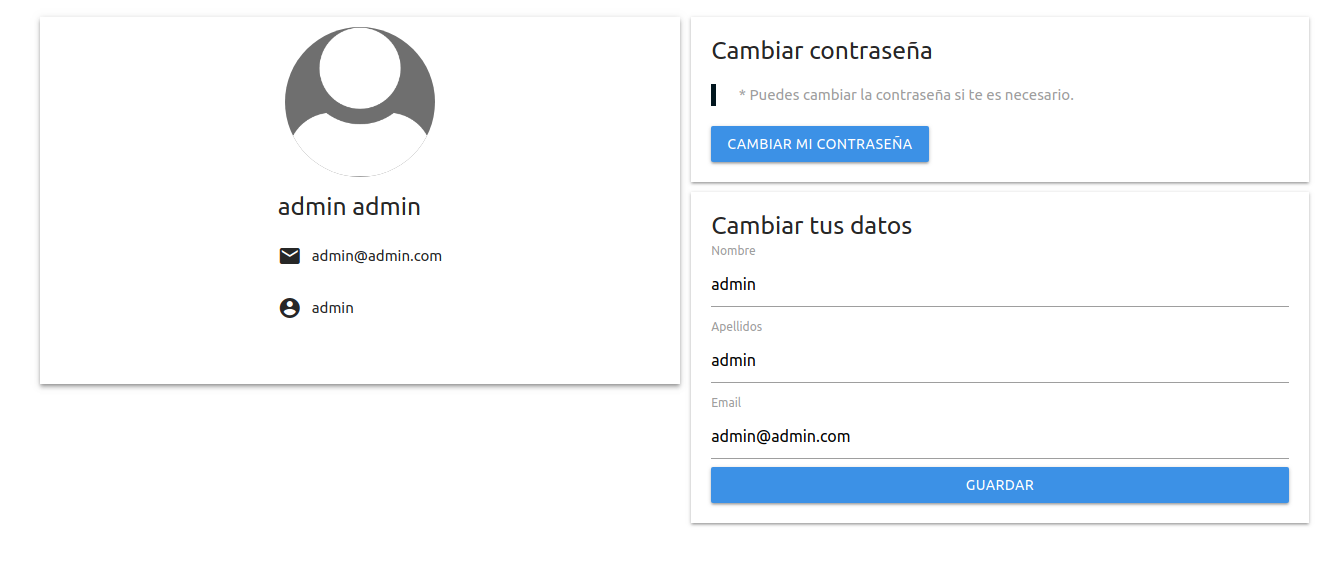 admin admin
admin@admin.com
admin
Cambiar contraseña
* Puedes cambiar la contraseña si te es necesario.
CAMBIAR MI CONTRASEÑA
Cambiar tus datos
Nombre
admin
Apellidos
admin
Email
admin@admin.com
GUARDAR